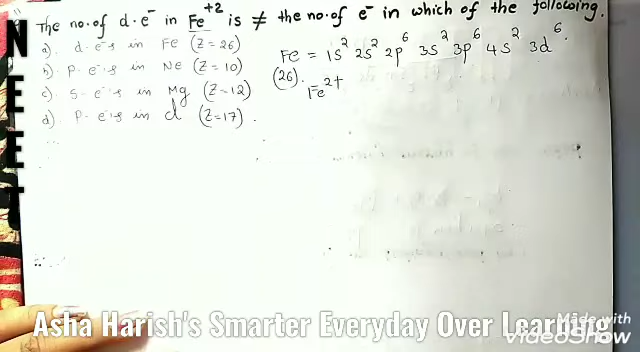 The no. of d.e⁻ in Fe⁺² is ≠ the no. of e⁻ in which of the following.
a). d-e⁻s in Fe (Z=26)
b). p-e⁻s in Ne (Z=10)
c). s-e⁻s in Mg (Z=12)
d). p-e⁻s in cl (Z=17).
Fe = 1s² 2s² 2p⁶ 3s² 3p⁶ 4s² 3d⁶.
(26).
Fe²⁺
NEET
Asha Harish's Smarter Everyday Over Learning
Made with
VideoShow